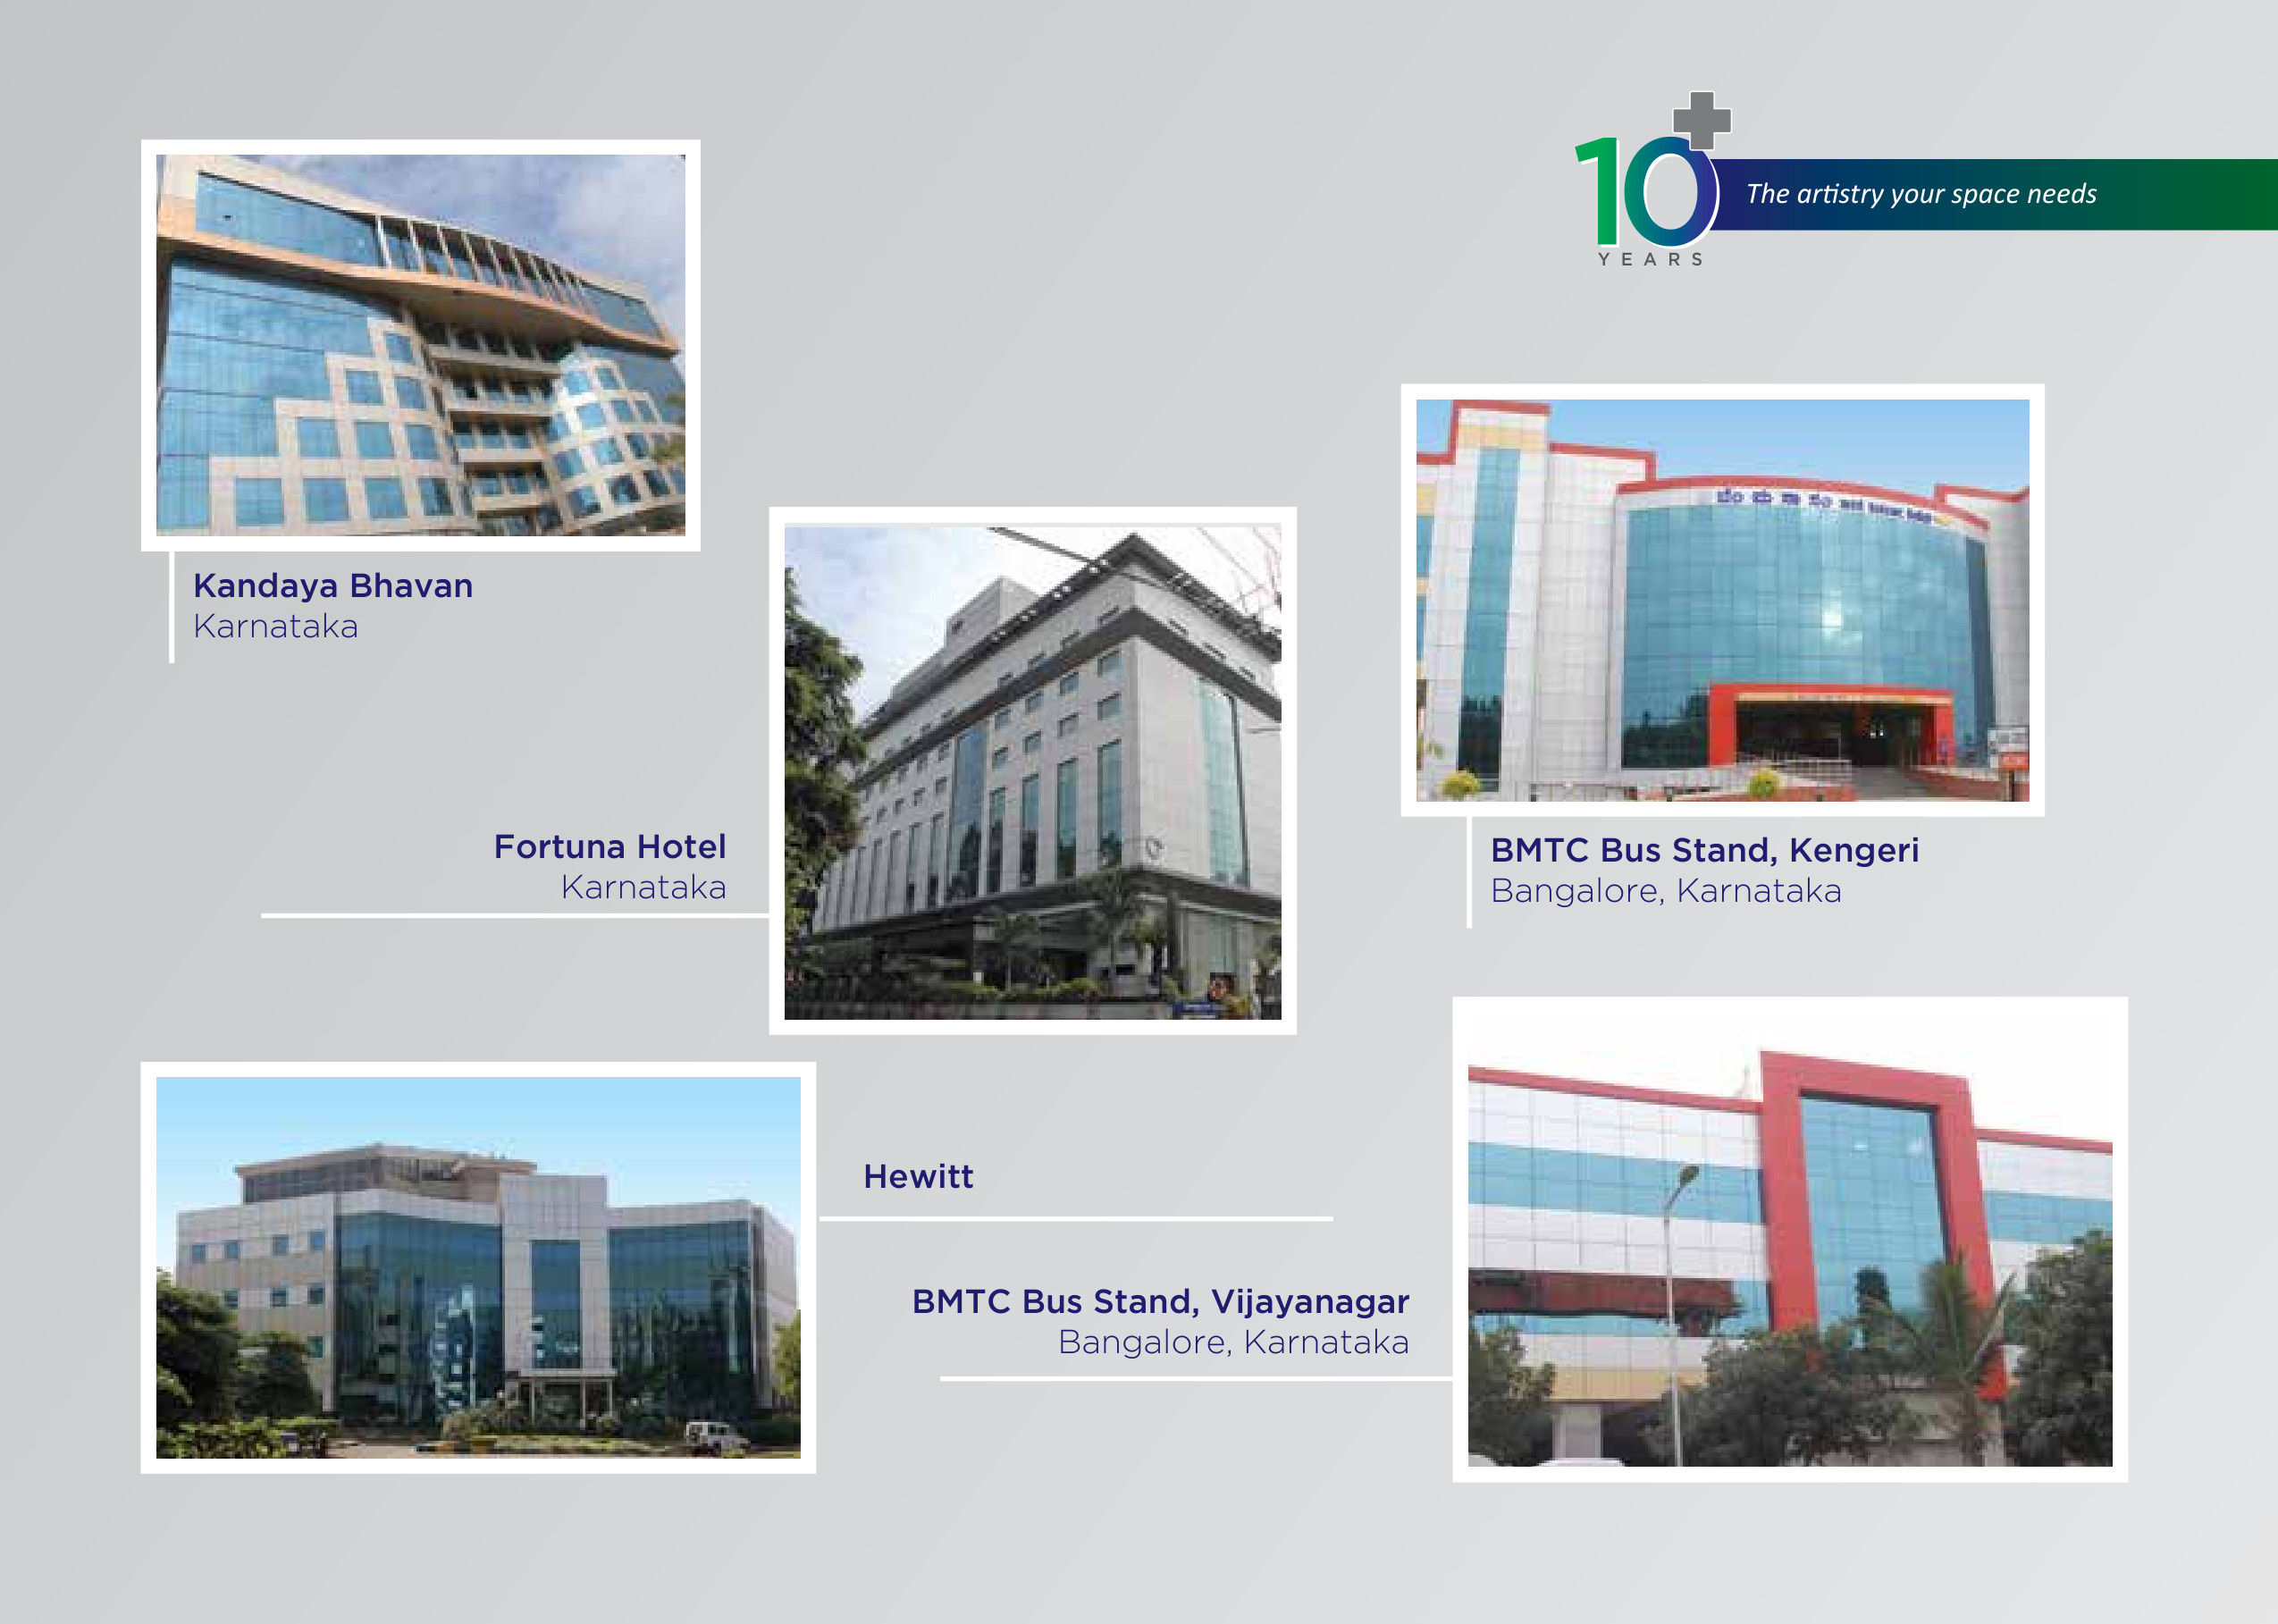 10+
YEARS
The artistry your space needs
Kandaya Bhavan
Karnataka
Fortuna Hotel
Karnataka
BMTC Bus Stand, Kengeri
Bangalore, Karnataka
Hewitt
BMTC Bus Stand, Vijayanagar
Bangalore, Karnataka